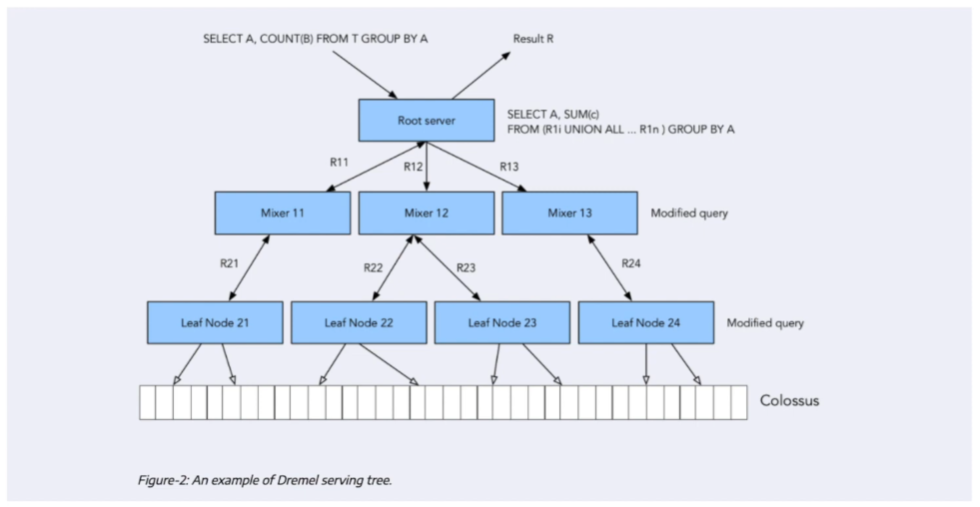 SELECT A, COUNT(B) FROM T GROUP BY A
Result R
Root server
SELECT A, SUM(c)
FROM (R1i UNION ALL ... R1n ) GROUP BY A
R11
R12
R13
Mixer 11
Mixer 12
Mixer 13
Modified query
R21
R22
R23
R24
Leaf Node 21
Leaf Node 22
Leaf Node 23
Leaf Node 24
Modified query
Colossus
Figure-2: An example of Dremel serving tree.